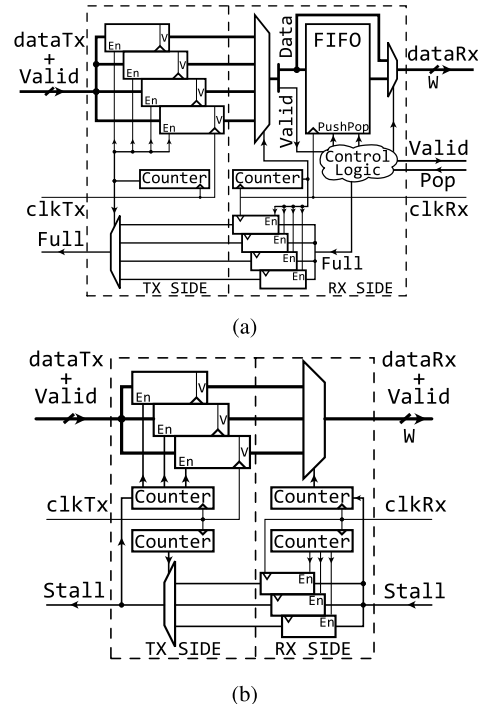 dataTx
+
Valid
En
V
En
En
En
V
Data
Valid
FIFO
PushPop
dataRx
W
Control
Logic
Valid
Pop
Counter
Counter
clkTx
clkRx
Full
En
En
En
En
Full
TX SIDE
RX SIDE
(a)
dataTx
+
Valid
V
En
V
En
V
En
dataRx
+
Valid
W
Counter
Counter
clkTx
clkRx
Counter
Counter
Stall
En
En
En
Stall
TX SIDE
RX SIDE
(b)